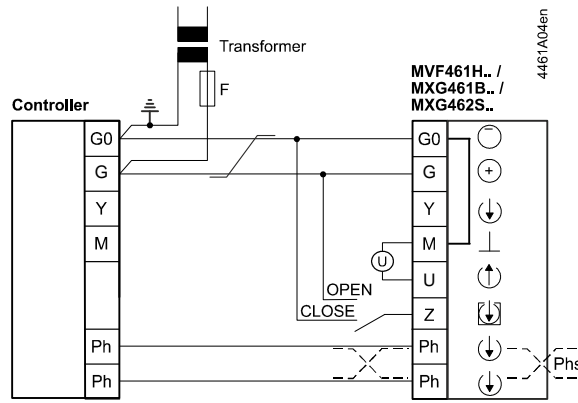 4461A04en
Transformer
F
MVF461H.. /
MXG461B.. /
MXG462S..
Controller
G0
G
Y
M
Ph
Ph
OPEN
CLOSE
U
G0
G
Y
M
U
Z
Ph
Ph
Phs